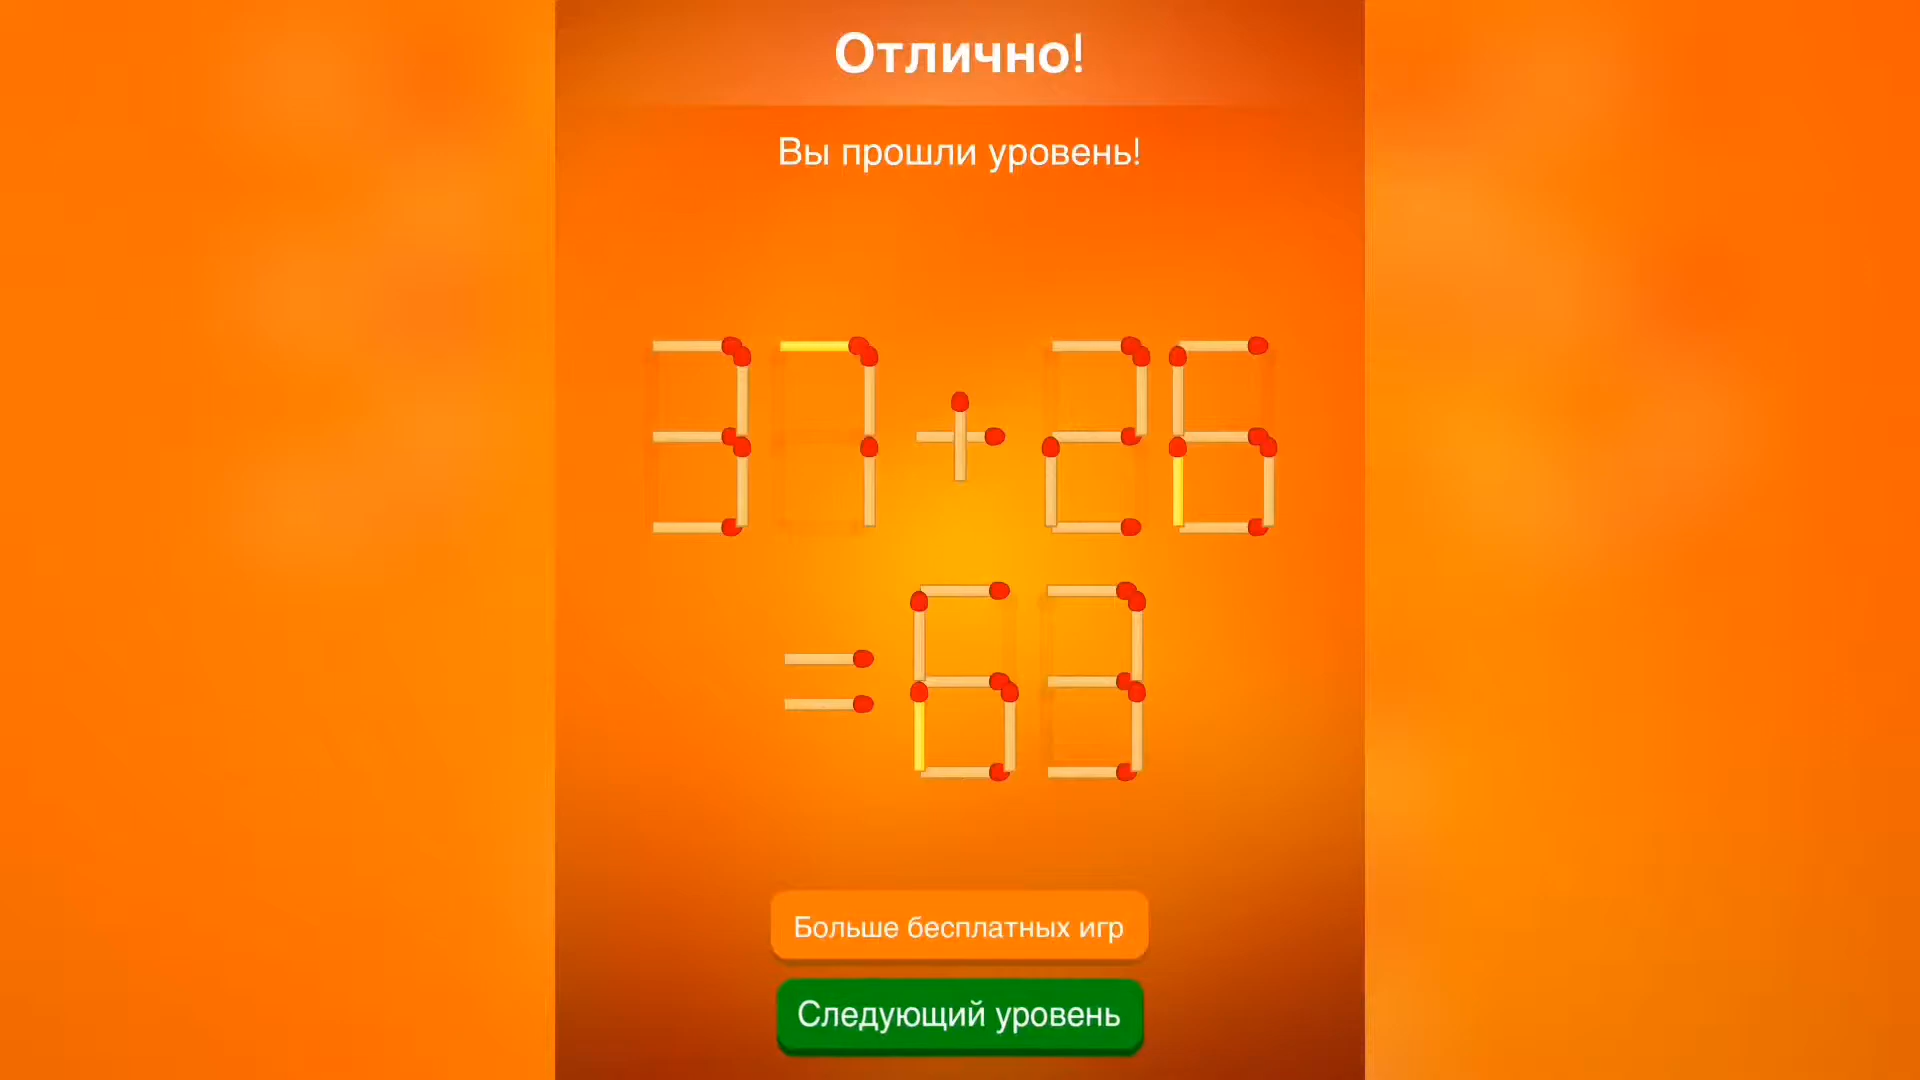 Отлично!
Вы прошли уровень!
37+26
=63
Больше бесплатных игр
Следующий уровень